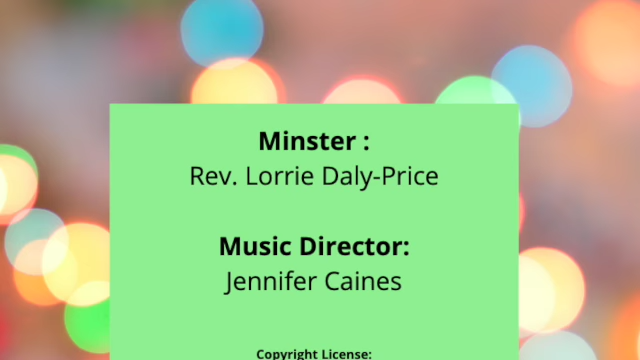 Minster :
Rev. Lorrie Daly-Price
Music Director:
Jennifer Caines
Copyright License: